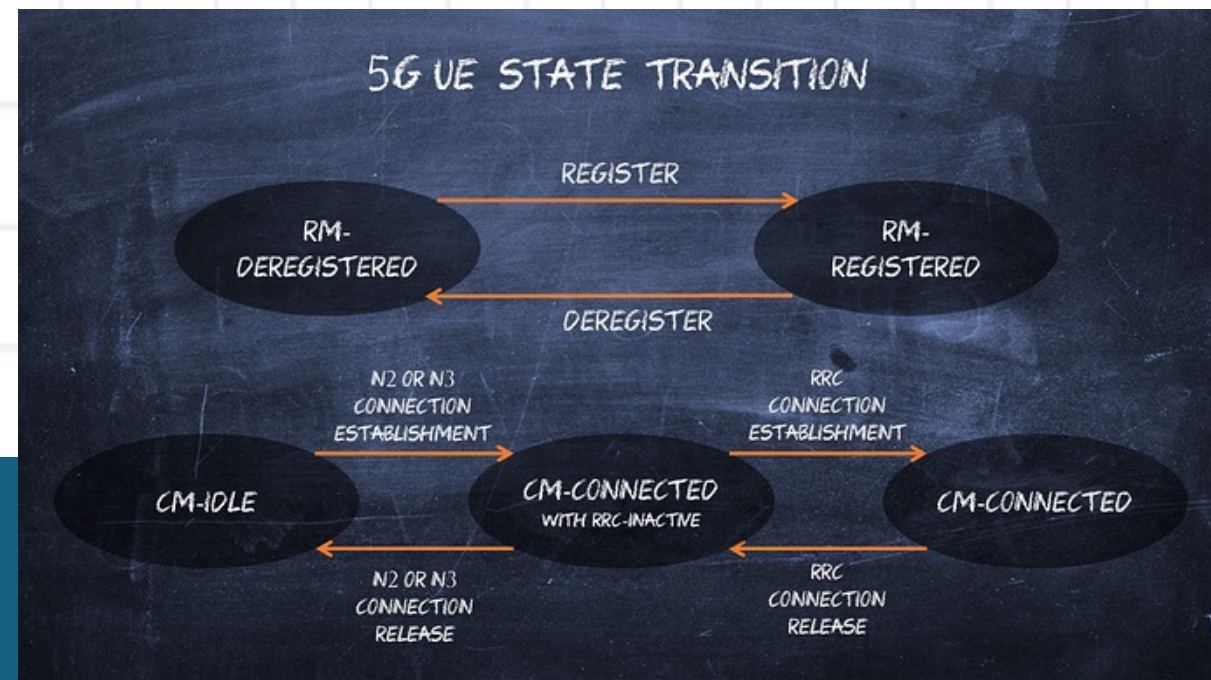 5G UE STATE TRANSITION
REGISTER
RM-
DEREGISTERED
RM-
REGISTERED
DEREGISTER
N2 OR N3
CONNECTION
ESTABLISHMENT
RRC
CONNECTION
ESTABLISHMENT
CM-IDLE
CM-CONNECTED
WITH RRC-INACTIVE
CM-CONNECTED
N2 OR N3
CONNECTION
RELEASE
RRC
CONNECTION
RELEASE